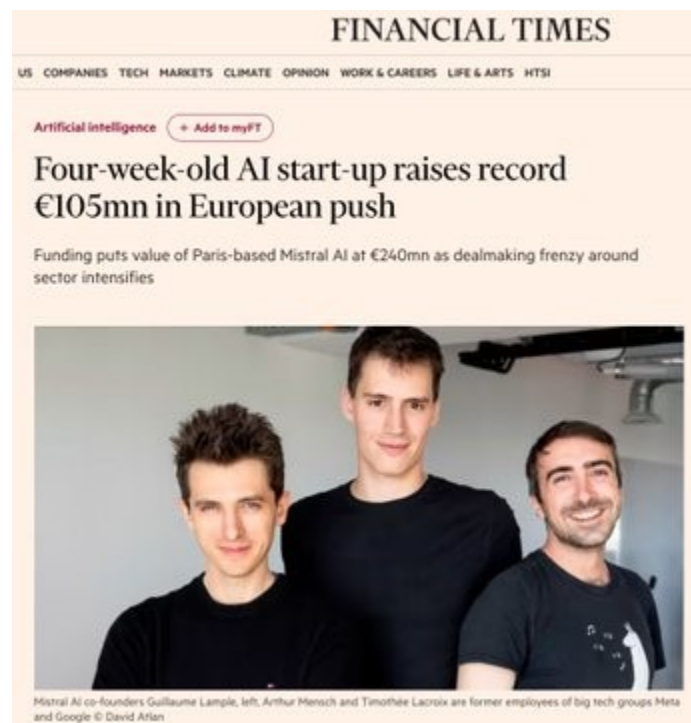 FINANCIAL TIMES
US COMPANIES TECH MARKETS CLIMATE OPINION WORK & CAREERS LIFE & ARTS HTSI
Artificial intelligence + Add to myFT
Four-week-old AI start-up raises record
€105mn in European push
Funding puts value of Paris-based Mistral AI at €240mn as dealmaking frenzy around
sector intensifies
Mistral AI co-founders Guillaume Lample, left, Arthur Mensch and Timothée Lacroix are former employees of big tech groups Meta
and Google © David Atlan